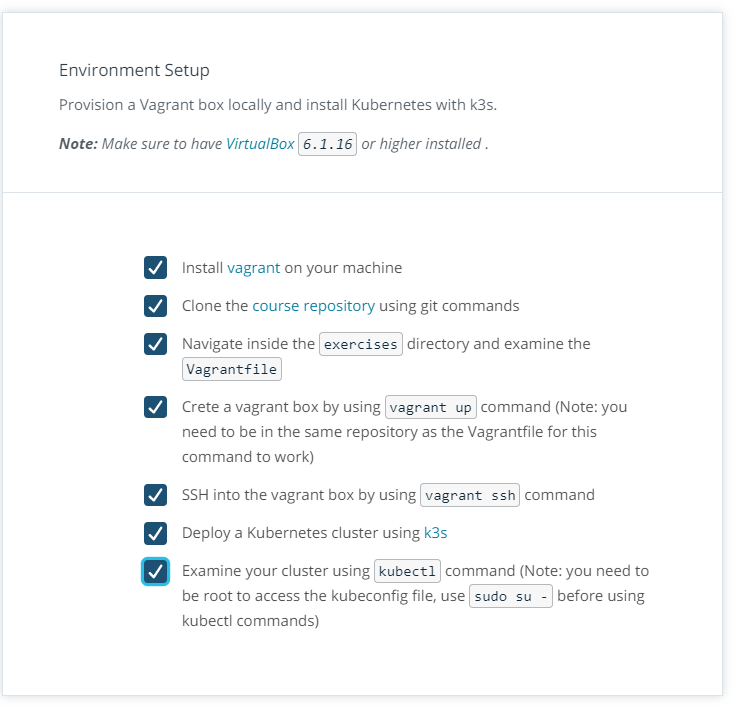 Environment Setup
Provision a Vagrant box locally and install Kubernetes with k3s.
Note: Make sure to have VirtualBox 6.1.16 or higher installed .
Install vagrant on your machine
Clone the course repository using git commands
Navigate inside the exercises directory and examine the
Vagrantfile
Crete a vagrant box by using vagrant up command (Note: you
need to be in the same repository as the Vagrantfile for this
command to work)
SSH into the vagrant box by using vagrant ssh command
Deploy a Kubernetes cluster using k3s
Examine your cluster using kubectl command (Note: you need to
be root to access the kubeconfig file, use sudo su - before using
kubectl commands)